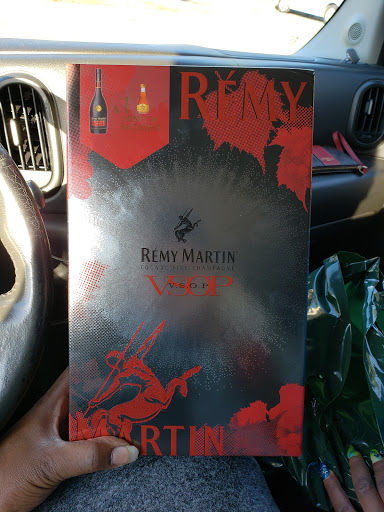 RÉMY
RÉMY MARTIN
COGNAC FINE CHAMPAGNE
V.S.O.P
MARTIN